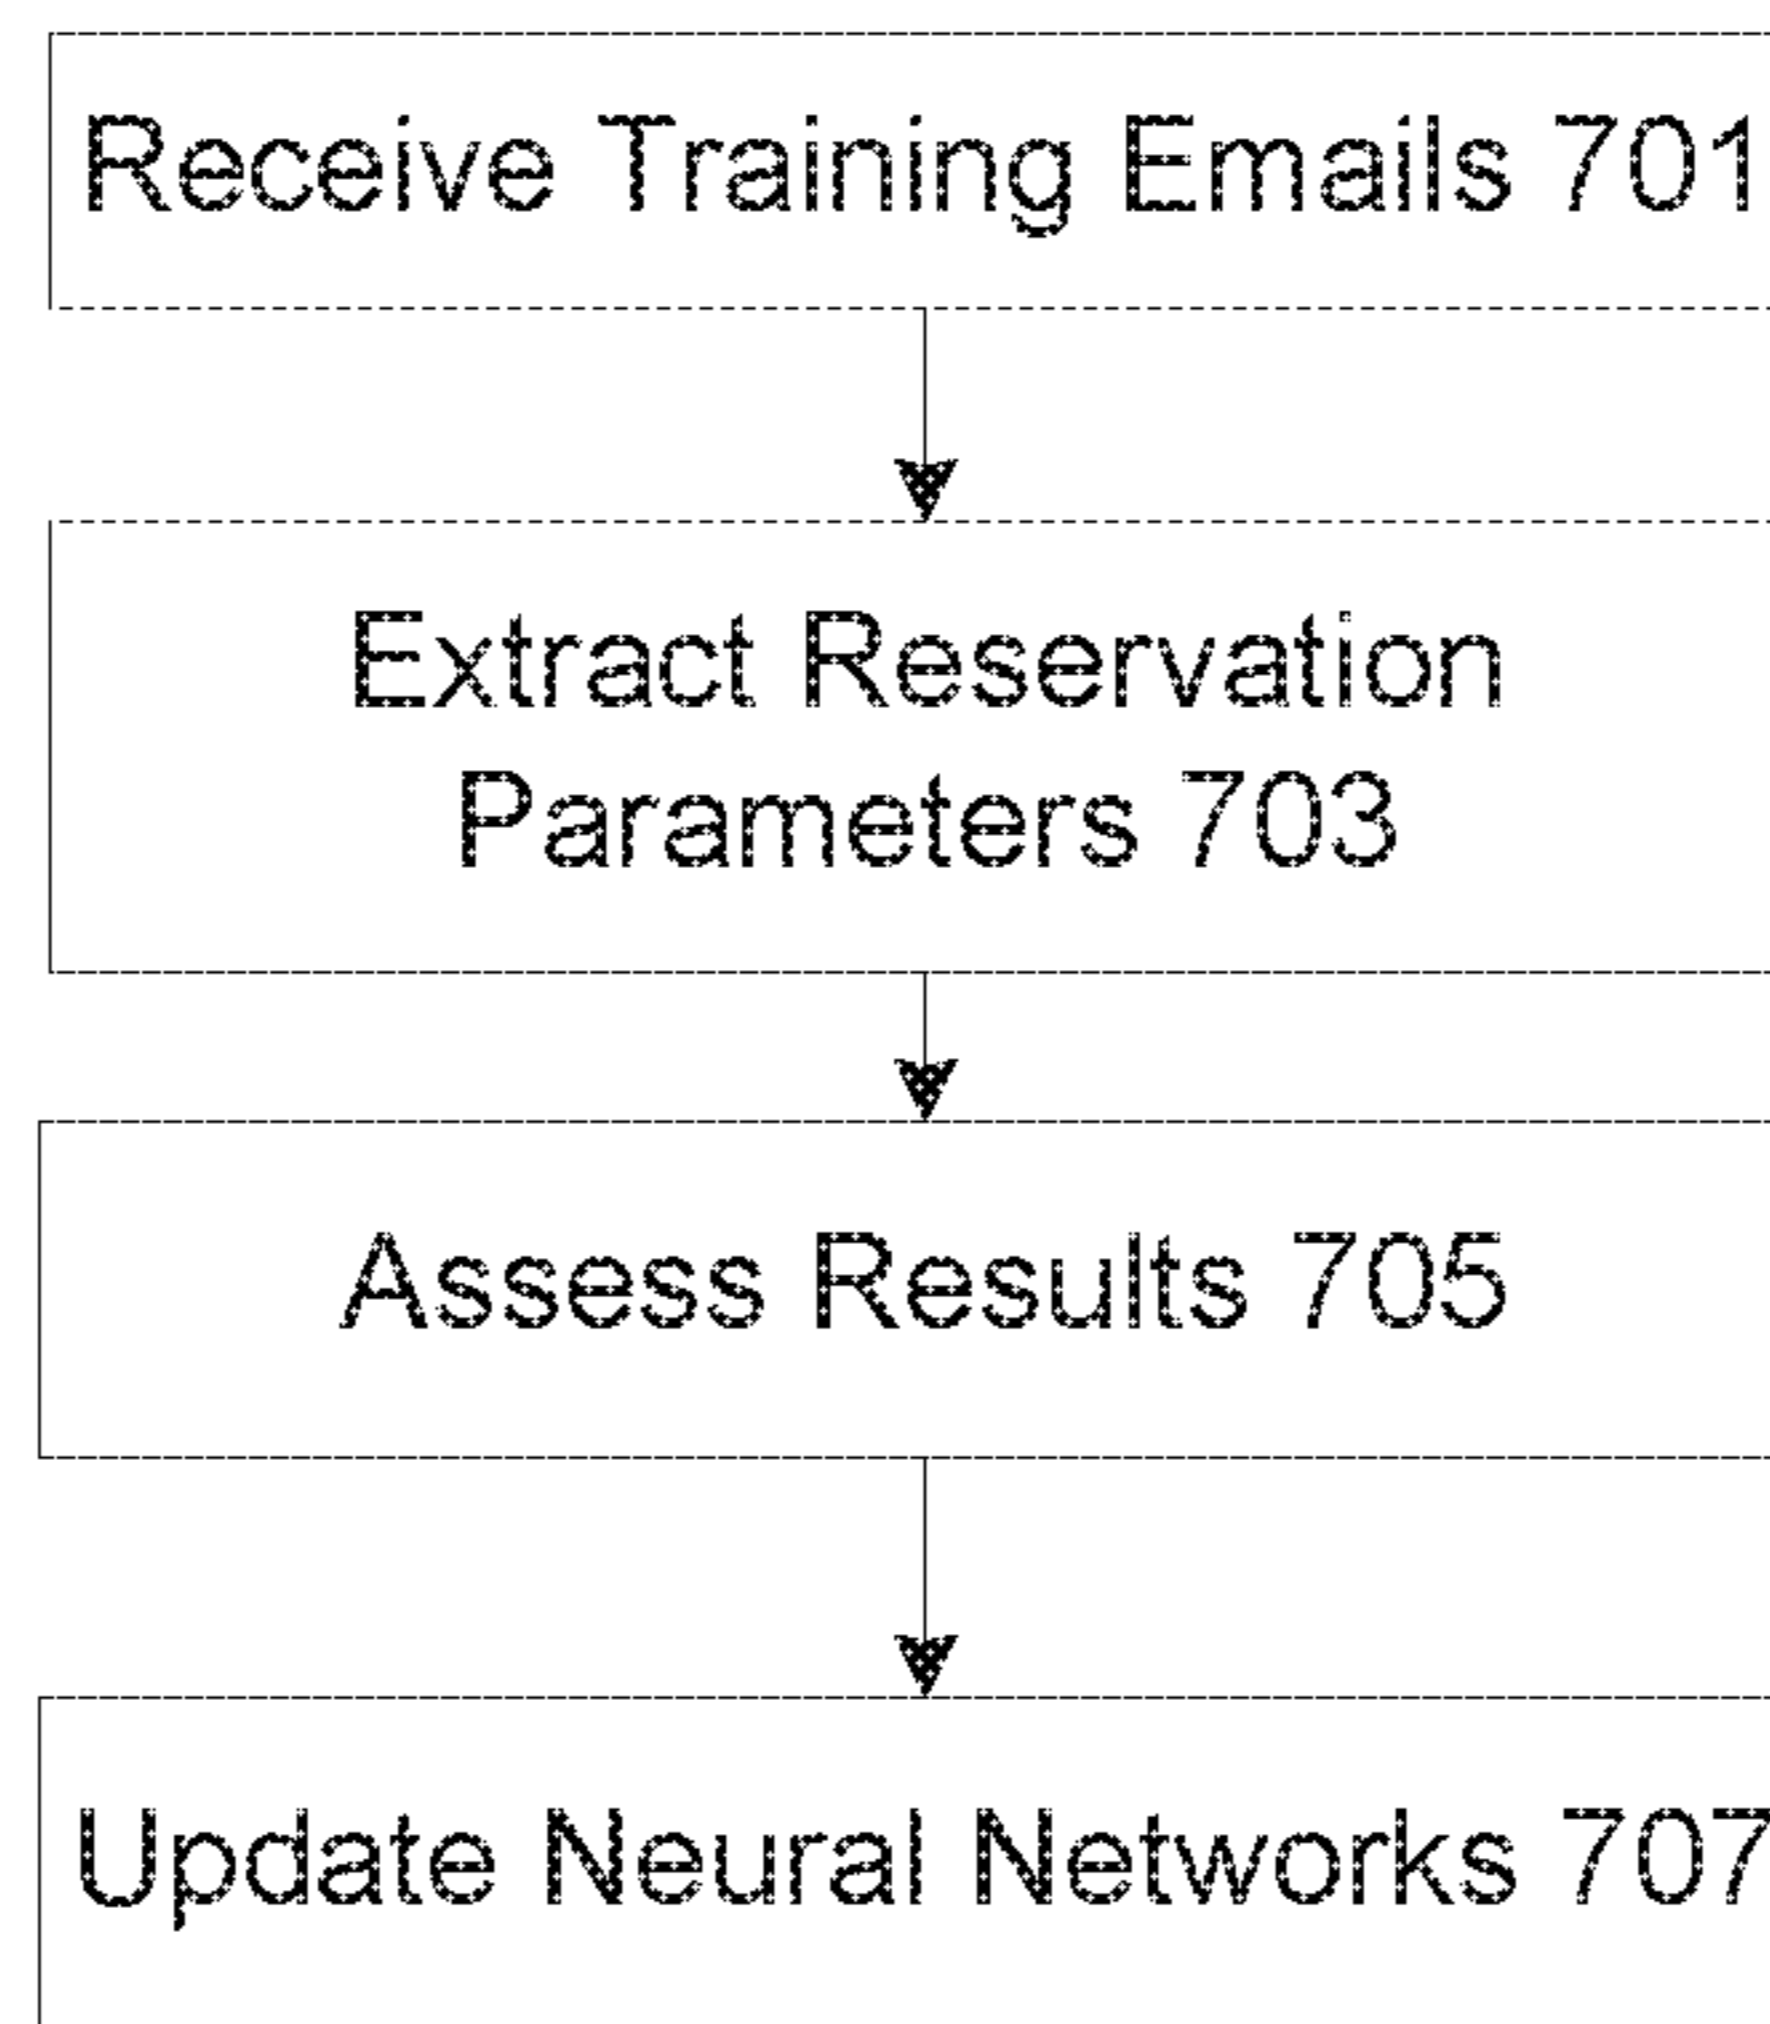 Receive Training Emails 701
Extract Reservation
Parameters 703
Assess Results 705
Update Neural Networks 707